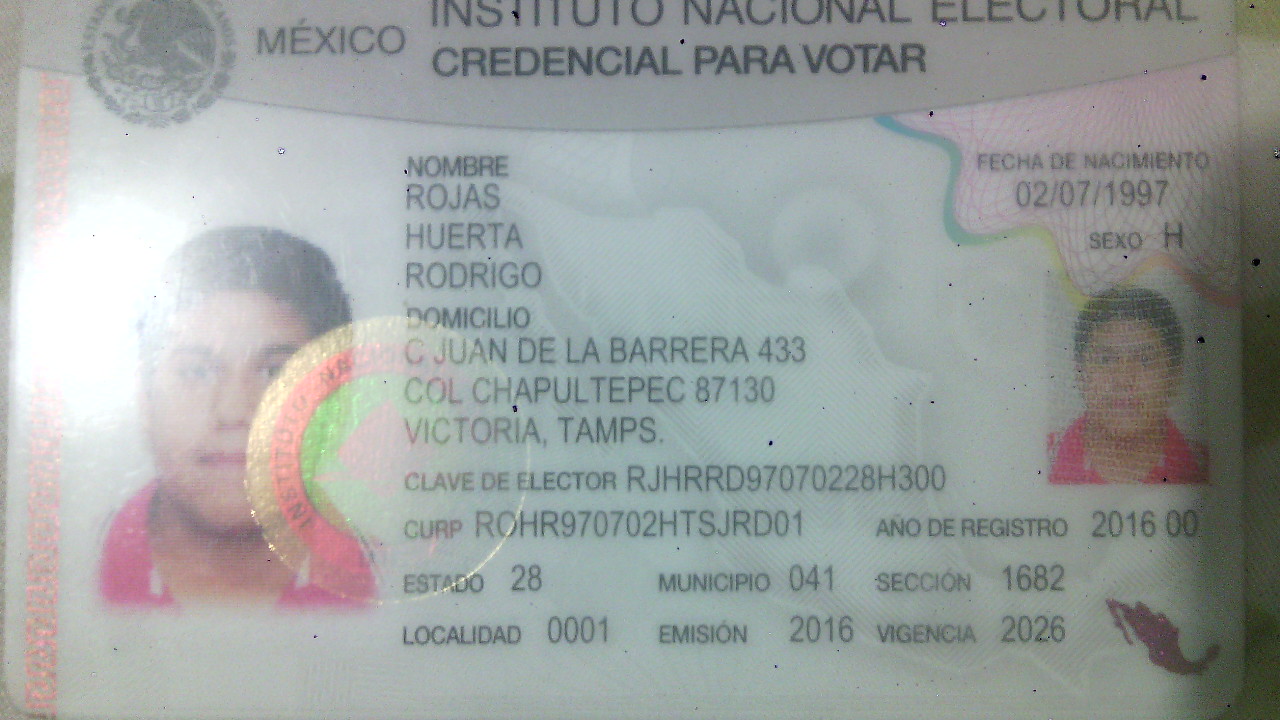 MÉXICO
INSTITUTO NACIONAL ELECTORAL
CREDENCIAL PARA VOTAR
NOMBRE
ROJAS
HUERTA
RODRIGO
FECHA DE NACIMIENTO
02/07/1997
SEXO H
DOMICILIO
C JUAN DE LA BARRERA 433
COL CHAPULTEPEC 87130
VICTORIA, TAMPS.
CLAVE DE ELECTOR RJHRRD97070228H300
CURP ROHR970702HTSJRD01 AÑO DE REGISTRO 2016 00
ESTADO 28 MUNICIPIO 041 SECCIÓN 1682
LOCALIDAD 0001 EMISIÓN 2016 VIGENCIA 2026
INSTITUTO